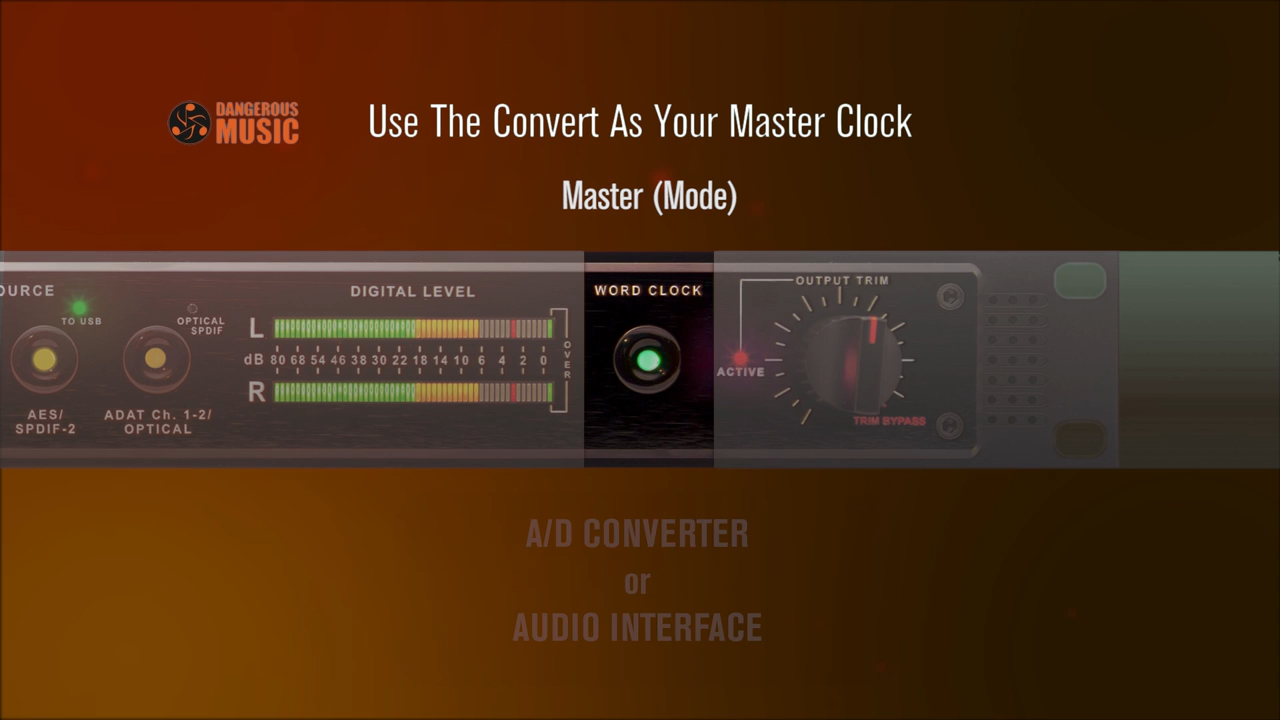 DANGEROUS
MUSIC
Use The Convert As Your Master Clock
Master (Mode)
OURCE
TO USB
OPTICAL
SPDIF
AES/
SPDIF-2
ADAT Ch. 1-2/
OPTICAL
DIGITAL LEVEL
L
dB 80 68 54 46 38 30 22 18 14 10 6 4 2 0
R
OVER
WORD CLOCK
OUTPUT TRIM
ACTIVE
TRIM BYPASS
A/D CONVERTER
or
AUDIO INTERFACE